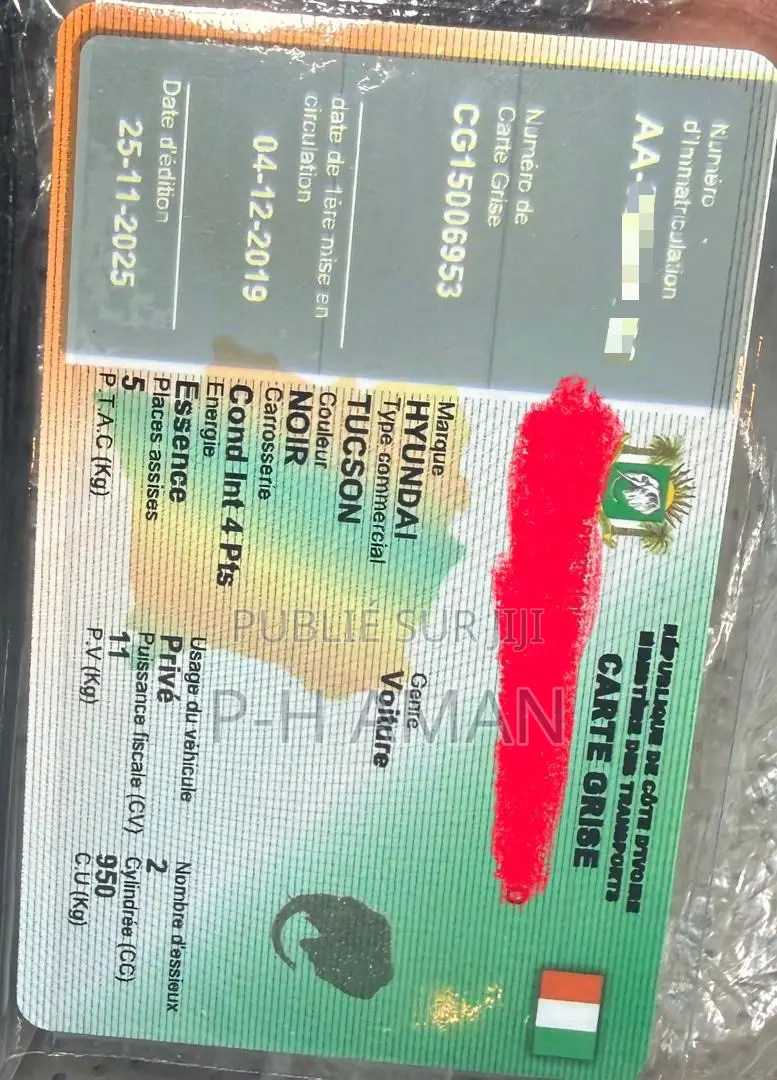 RÉPUBLIQUE DE CÔTE D'IVOIRE
MINISTÈRE DES TRANSPORTS
CARTE GRISE
Numéro
d'Immatriculation
AA-
Numéro de
Carte Grise
CG15006953
date de 1ère mise en
circulation
04-12-2019
Date d'édition
25-11-2025
Marque
HYUNDAI
Genre
Voiture
Type commercial
TUCSON
Couleur
NOIR
Carrosserie
Cond Int 4 Pts
Energie
Essence
Usage du véhicule
Privé
Nombre d'essieux
2
Places assises
5
Puissance fiscale (CV)
11
Cylindrée (CC)
950
P.T.A.C (Kg)
P.V (Kg)
C.U (Kg)
PUBLIÉ SUR JIJI
P-H AMAN